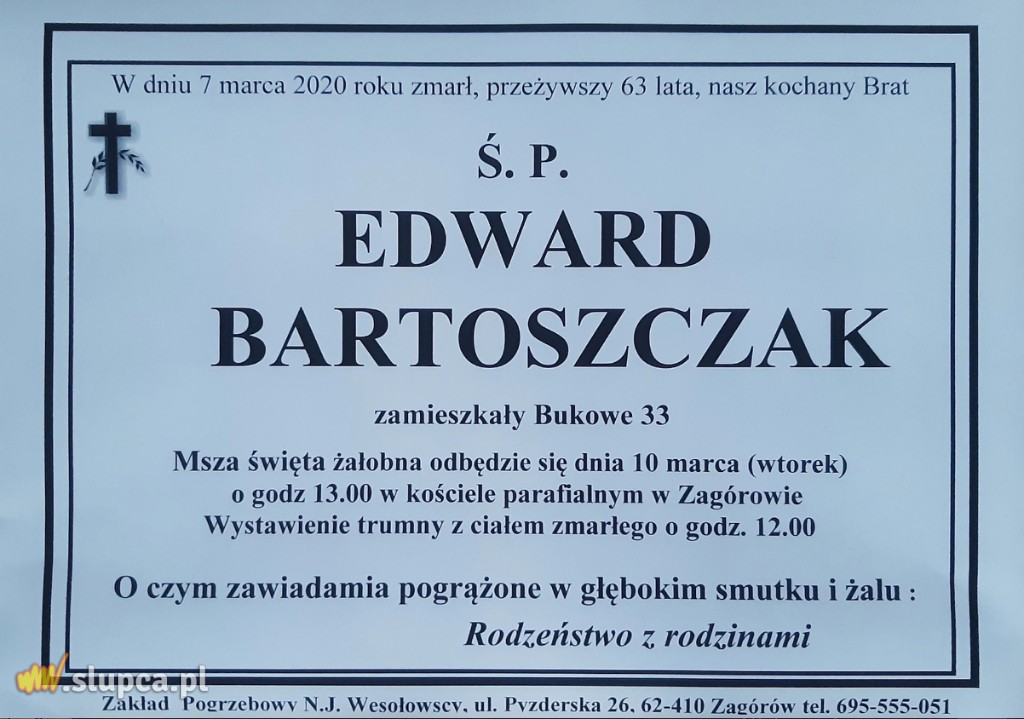 W dniu 7 marca 2020 roku zmarł, przeżywszy 63 lata, nasz kochany Brat
Ś. P.
EDWARD
BARTOSZCZAK
zamieszkały Bukowe 33
Msza święta żałobna odbędzie się dnia 10 marca (wtorek)
o godz 13.00 w kościele parafialnym w Zagórowie
Wystawienie trumny z ciałem zmarłego o godz. 12.00
O czym zawiadamia pogrążone w głębokim smutku i żalu :
Rodzeństwo z rodzinami
www.slupca.pl
Zakład Pogrzebowy N.J. Wesołowscy, ul. Pyzderska 26, 62-410 Zagórów tel. 695-555-051